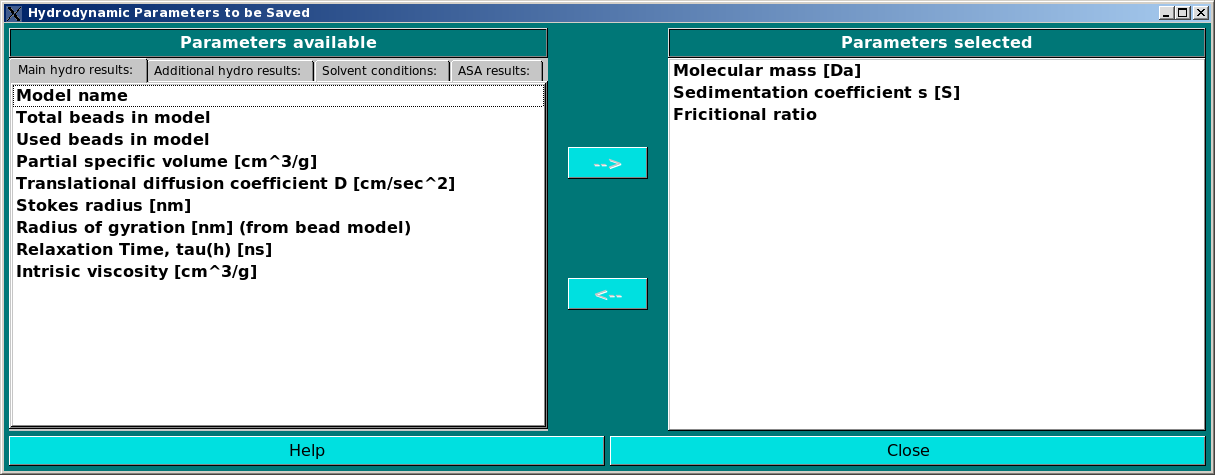 Hydrodynamic Parameters to be Saved
Parameters available
Main hydro results:
Additional hydro results:
Solvent conditions:
ASA results:
Model name
Total beads in model
Used beads in model
Partial specific volume [cm^3/g]
Translational diffusion coefficient D [cm/sec^2]
Stokes radius [nm]
Radius of gyration [nm] (from bead model)
Relaxation Time, tau(h) [ns]
Intrisic viscosity [cm^3/g]
-->
<--
Parameters selected
Molecular mass [Da]
Sedimentation coefficient s [S]
Fricitional ratio
Help
Close